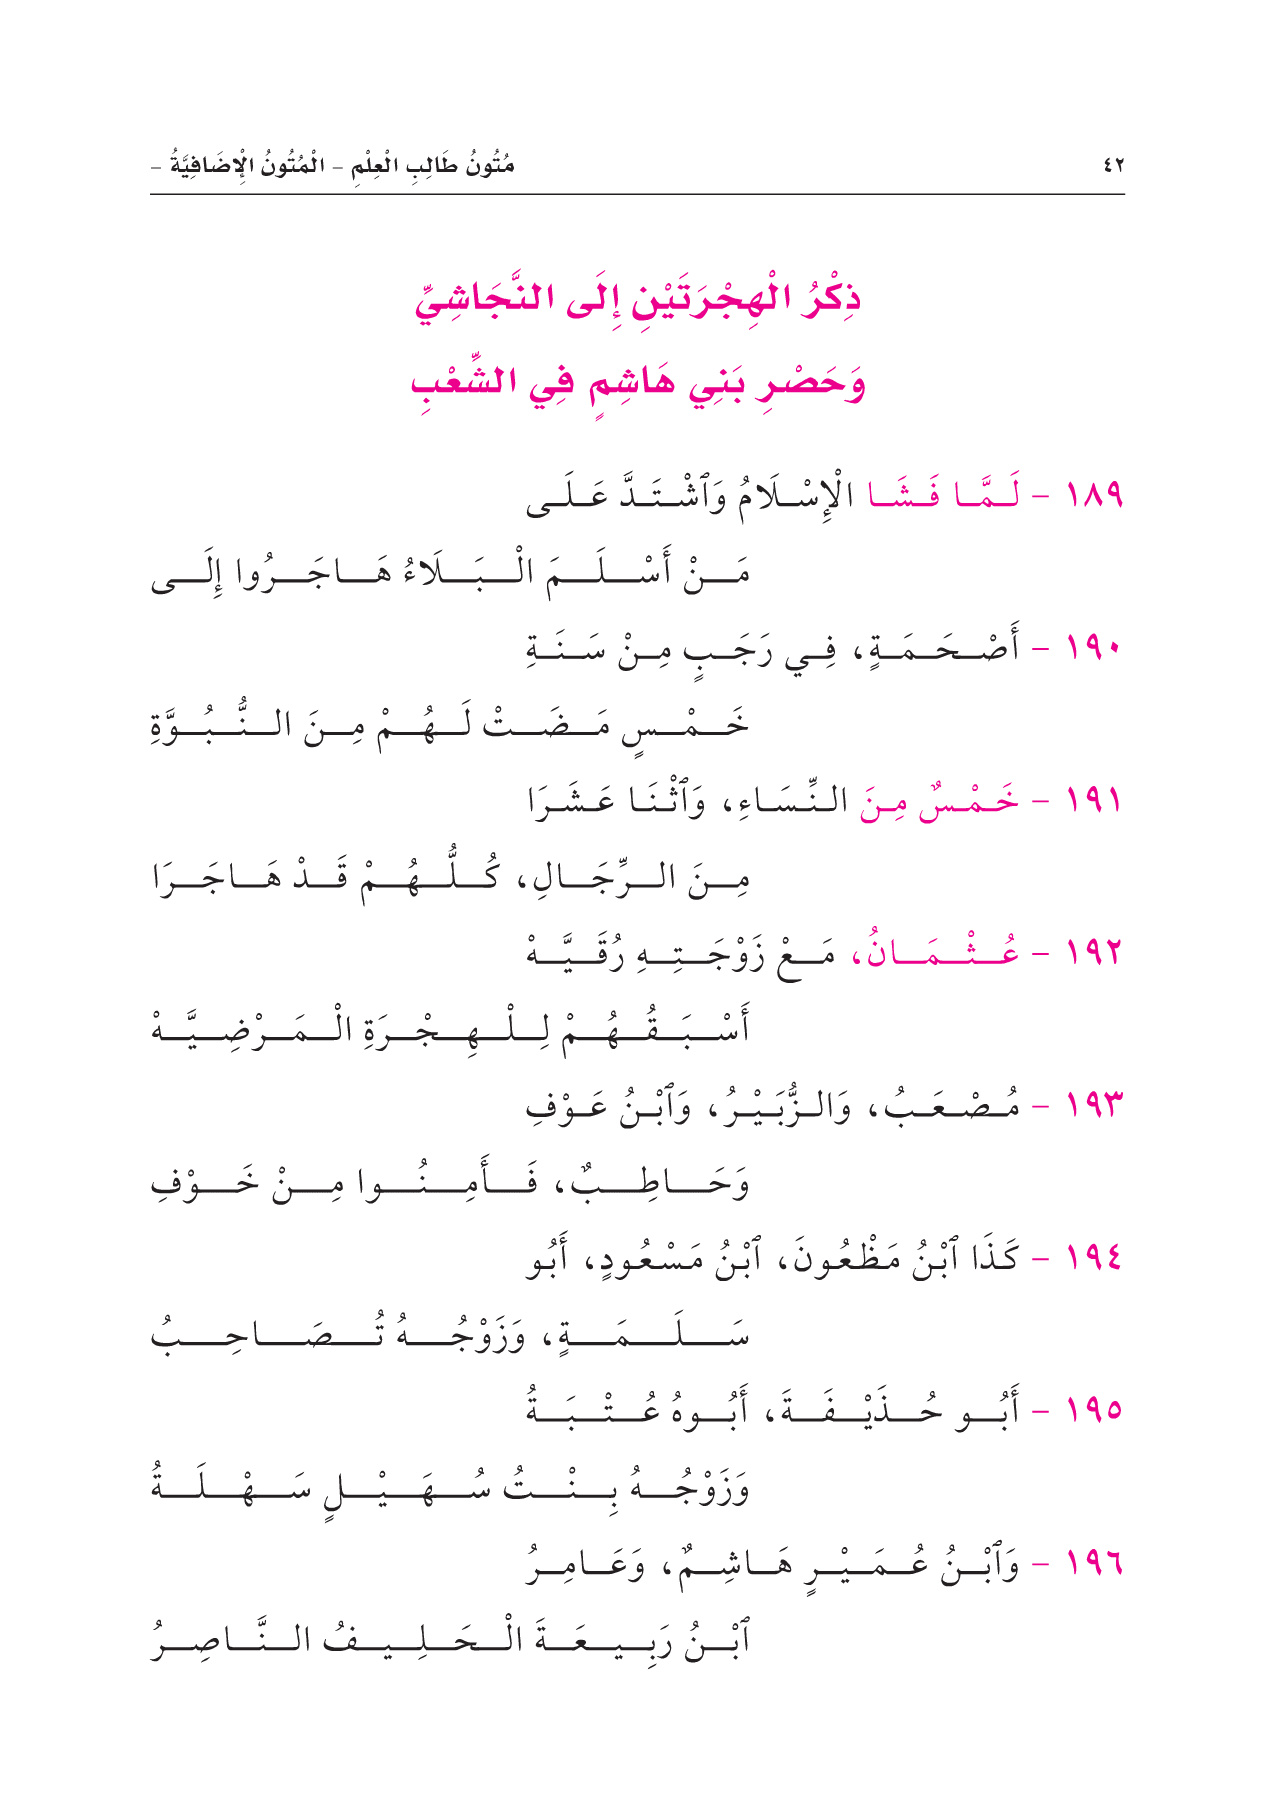 ٤٢
مُتُونُ طَالِبِ الْعِلْمِ - الْمُتُونُ الْإِضَافِيَّةُ -
ذِكْرُ الْهِجْرَتَيْنِ إِلَى النَّجَاشِيِّ
وَحَصْرِ بَنِي هَاشِمٍ فِي الشِّعْبِ
١٨٩ - لَمَّا فَشَا الْإِسْلَامُ وَٱشْتَدَّ عَلَى
مَنْ أَسْلَمَ الْبَلَاءُ هَاجَرُوا إِلَى
١٩٠ - أَصْحَمَةٍ، فِي رَجَبٍ مِنْ سَنَةِ
خَمْسٍ مَضَتْ لَهُمْ مِنَ النُّبُوَّةِ
١٩١ - خَمْسٌ مِنَ النِّسَاءِ، وَٱثْنَا عَشَرَا
مِنَ الرِّجَالِ، كُلُّهُمْ قَدْ هَاجَرَا
١٩٢ - عُثْمَانُ، مَعْ زَوْجَتِهِ رُقَيَّهْ
أَسْبَقُهُمْ لِلْهِجْرَةِ الْمَرْضِيَّهْ
١٩٣ - مُصْعَبُ، وَالزُّبَيْرُ، وَٱبْنُ عَوْفِ
وَحَاطِبٌ، فَأَمِنُوا مِنْ خَوْفِ
١٩٤ - كَذَا ٱبْنُ مَظْعُونَ، ٱبْنُ مَسْعُودٍ، أَبُو
سَلَمَةٍ، وَزَوْجُهُ تُصَاحِبُ
١٩٥ - أَبُو حُذَيْفَةَ، أَبُوهُ عُتْبَةُ
وَزَوْجُهُ بِنْتُ سُهَيْلٍ سَهْلَةُ
١٩٦ - وَٱبْنُ عُمَيْرٍ هَاشِمٌ، وَعَامِرُ
ٱبْنُ رَبِيعَةَ الْحَلِيفُ النَّاصِرُ